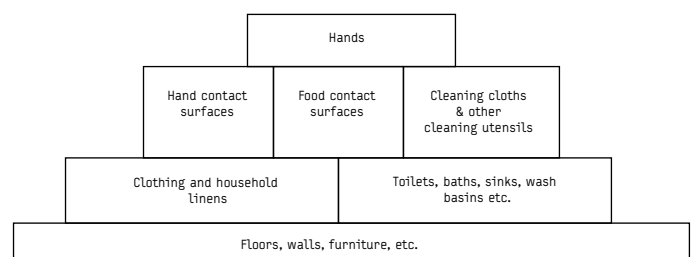 Hands
Hand contact
surfaces
Food contact
surfaces
Cleaning cloths
& other
cleaning utensils
Clothing and household
linens
Toilets, baths, sinks, wash
basins etc.
Floors, walls, furniture, etc.